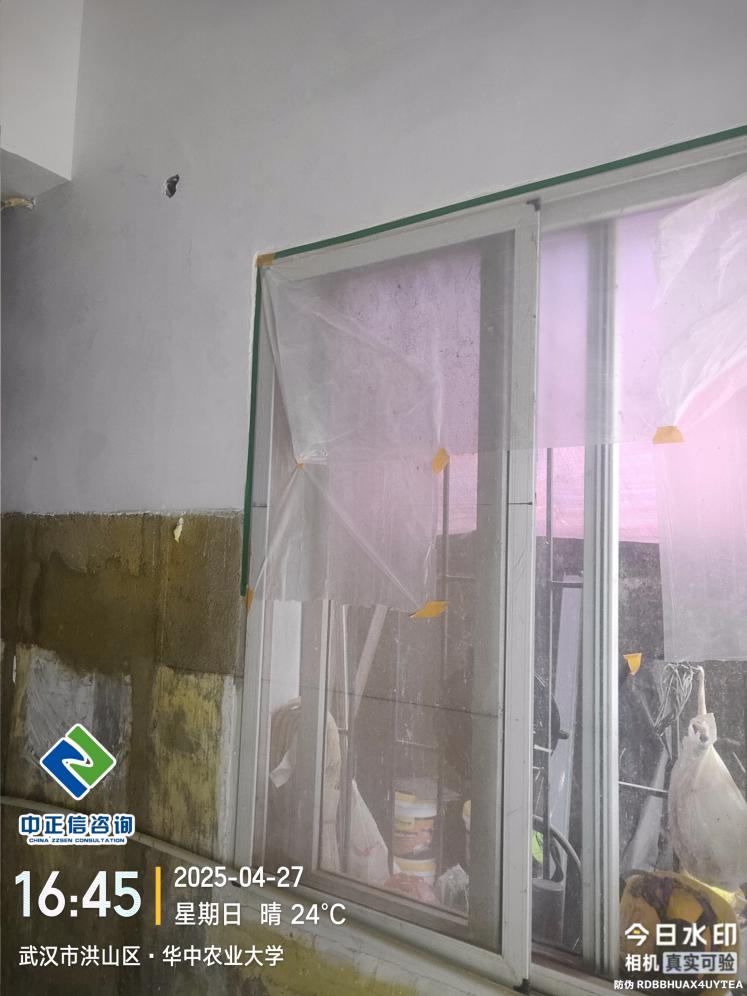 中正信咨询
CHINA ZZSEN CONSULTATION
16:45
2025-04-27
星期日 晴 24℃
武汉市洪山区·华中农业大学
今日水印
相机 真实可验
防伪 RDBBHUAX4UYTEA